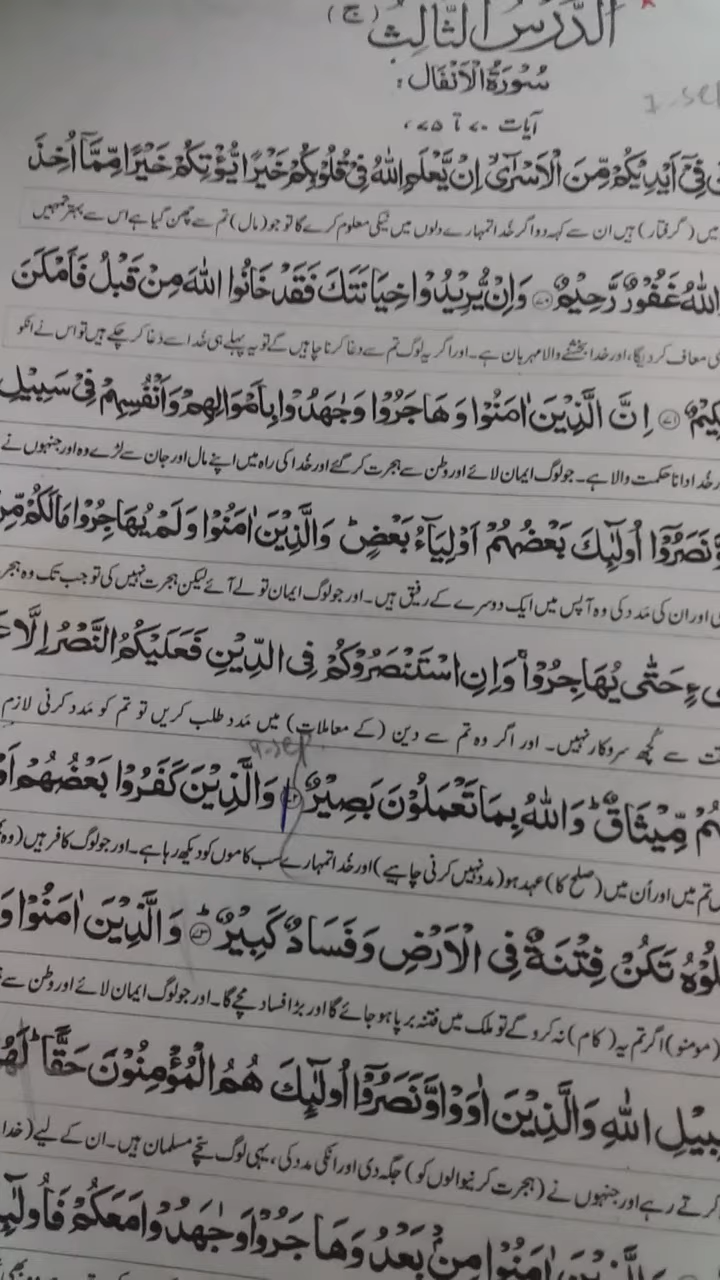 الدَّرْسُ الثَّالِثُ (ج)
سُوْرَةُ الْاَنْفَال:
1. Sep
آیات ۷۰ تا ۷۵،
فِيْٓ اَيْدِيْكُمْ مِّنَ الْاَسْرٰٓىۙ اِنْ يَّعْلَمِ اللّٰهُ فِيْ قُلُوْبِكُمْ خَيْرًا يُّؤْتِكُمْ خَيْرًا مِّمَّآ اُخِذَ
میں (گرفتار) ہیں ان سے کہہ دو اگر خدا تمہارے دلوں میں نیکی معلوم کرے گا تو جو (مال) تم سے چھن گیا ہے اس سے بہتر تمہیں
اللّٰهُ غَفُوْرٌ رَّحِيْمٌ ۝۷۰ وَاِنْ يُّرِيْدُوْا خِيَانَتَكَ فَقَدْ خَانُوا اللّٰهَ مِنْ قَبْلُ فَاَمْكَنَ
معاف کر دیگا، اور خدا بخشنے والا مہربان ہے۔ اور اگر یہ لوگ تم سے دغا کرنا چاہیں گے تو یہ پہلے ہی خدا سے دغا کر چکے ہیں تو اس نے انکو
۝۷۱ اِنَّ الَّذِيْنَ اٰمَنُوْا وَهَاجَرُوْا وَجٰهَدُوْا بِاَمْوَالِهِمْ وَاَنْفُسِهِمْ فِيْ سَبِيْلِ
خدا دانا حکمت والا ہے۔ جو لوگ ایمان لائے اور وطن سے ہجرت کر گئے اور خدا کی راہ میں اپنے مال اور جان سے لڑے وہ اور جنہوں نے
نَصَرُوْٓا اُولٰٓئِكَ بَعْضُهُمْ اَوْلِيَآءُ بَعْضٍ ؕ وَالَّذِيْنَ اٰمَنُوْا وَلَمْ يُهَاجِرُوْا مَالَكُمْ مِّنْ
اور ان کی مدد کی وہ آپس میں ایک دوسرے کے رفیق ہیں۔ اور جو لوگ ایمان تو لے آئے لیکن ہجرت نہیں کی تو جب تک وہ
حَتّٰى يُهَاجِرُوْا ۚ وَاِنِ اسْتَنْصَرُوْكُمْ فِى الدِّيْنِ فَعَلَيْكُمُ النَّصْرُ اِلَّا
سے کچھ سروکار نہیں۔ اور اگر وہ تم سے دین (کے معاملات) میں مدد طلب کریں تو تم کو مدد کرنی لازم
مِّيْثَاقٌ ؕ وَاللّٰهُ بِمَا تَعْمَلُوْنَ بَصِيْرٌ ۝۷۲ وَالَّذِيْنَ كَفَرُوْا بَعْضُهُمْ
تم میں اور ان میں (صلح کا) عہد ہو (مدد نہیں کرنی چاہیے) اور خدا تمہارے سب کاموں کو دیکھ رہا ہے۔ اور جو لوگ کافر ہیں (وہ
تَكُنْ فِتْنَةٌ فِى الْاَرْضِ وَفَسَادٌ كَبِيْرٌ ؕ ۝۷۳ وَالَّذِيْنَ اٰمَنُوْا وَ
(مومنو) اگر تم یہ (کام) نہ کرو گے تو ملک میں فتنہ برپا ہو جائے گا اور بڑا فساد مچے گا۔ اور جو لوگ ایمان لائے اور وطن سے
سَبِيْلِ اللّٰهِ وَالَّذِيْنَ اٰوَوْا وَّنَصَرُوْٓا اُولٰٓئِكَ هُمُ الْمُؤْمِنُوْنَ حَقًّا ؕ لَهُمْ
کرتے رہے اور جنہوں نے (ہجرت کرنیوالوں کو) جگہ دی اور انکی مدد کی، یہی لوگ سچے مسلمان ہیں۔ ان کے لیے (خدا
وَالَّذِيْنَ اٰمَنُوْا مِنْۢ بَعْدُ وَهَاجَرُوْا وَجٰهَدُوْا مَعَكُمْ